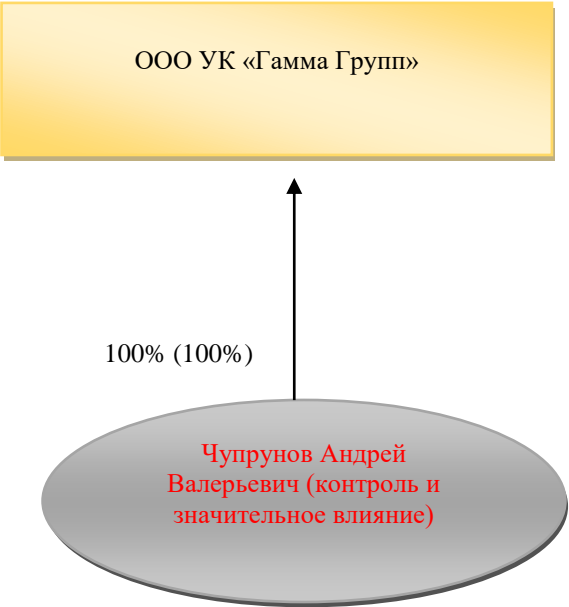 ООО УК «Гамма Групп»
100% (100%)
Чупрунов Андрей
Валерьевич (контроль и
значительное влияние)